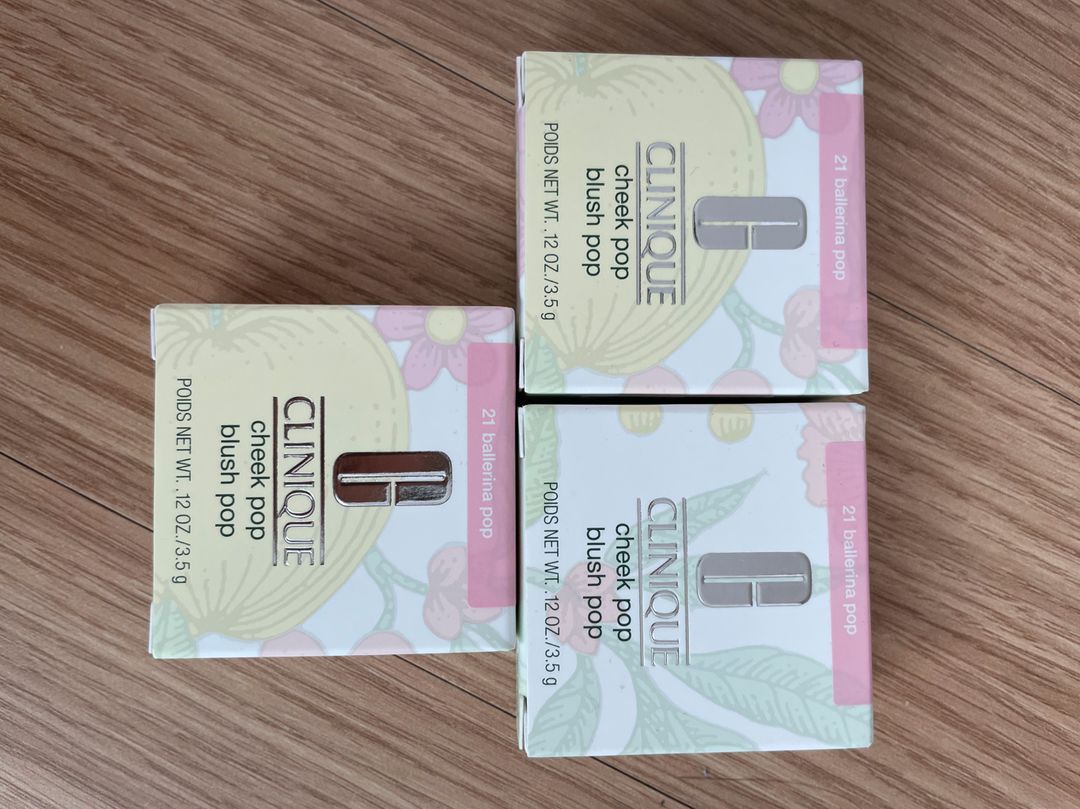 21 ballerina pop
CLINIQUE
cheek pop
blush pop
POIDS NET WT. .12 OZ./3.5 g
21 ballerina pop
CLINIQUE
cheek pop
blush pop
POIDS NET WT. .12 OZ./3.5 g
21 ballerina pop
CLINIQUE
cheek pop
blush pop
POIDS NET WT. .12 OZ./3.5 g